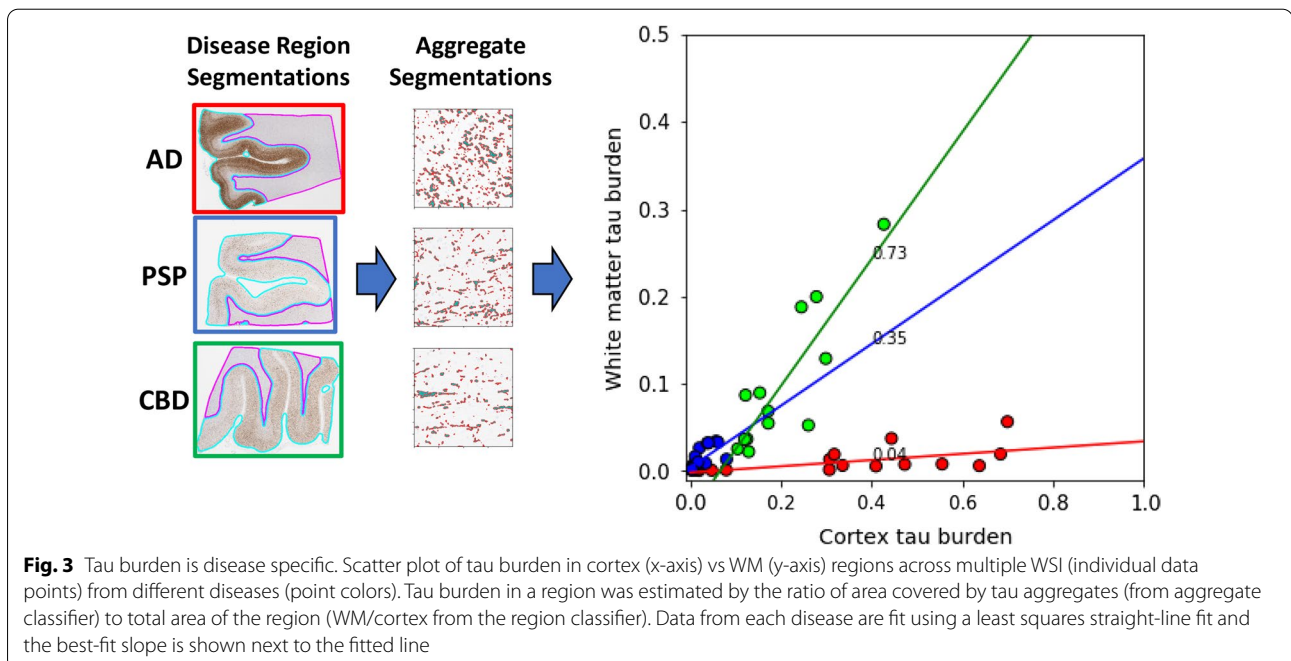 Disease Region
Segmentations
Aggregate
Segmentations
AD
PSP
CBD
0.5
0.4
0.3
0.2
0.1
0.0
White matter tau burden
0.73
0.35
0.04
0.0 0.2 0.4 0.6 0.8 1.0
Cortex tau burden
Fig. 3 Tau burden is disease specific. Scatter plot of tau burden in cortex (x-axis) vs WM (y-axis) regions across multiple WSI (individual data
points) from different diseases (point colors). Tau burden in a region was estimated by the ratio of area covered by tau aggregates (from aggregate
classifier) to total area of the region (WM/cortex from the region classifier). Data from each disease are fit using a least squares straight-line fit and
the best-fit slope is shown next to the fitted line